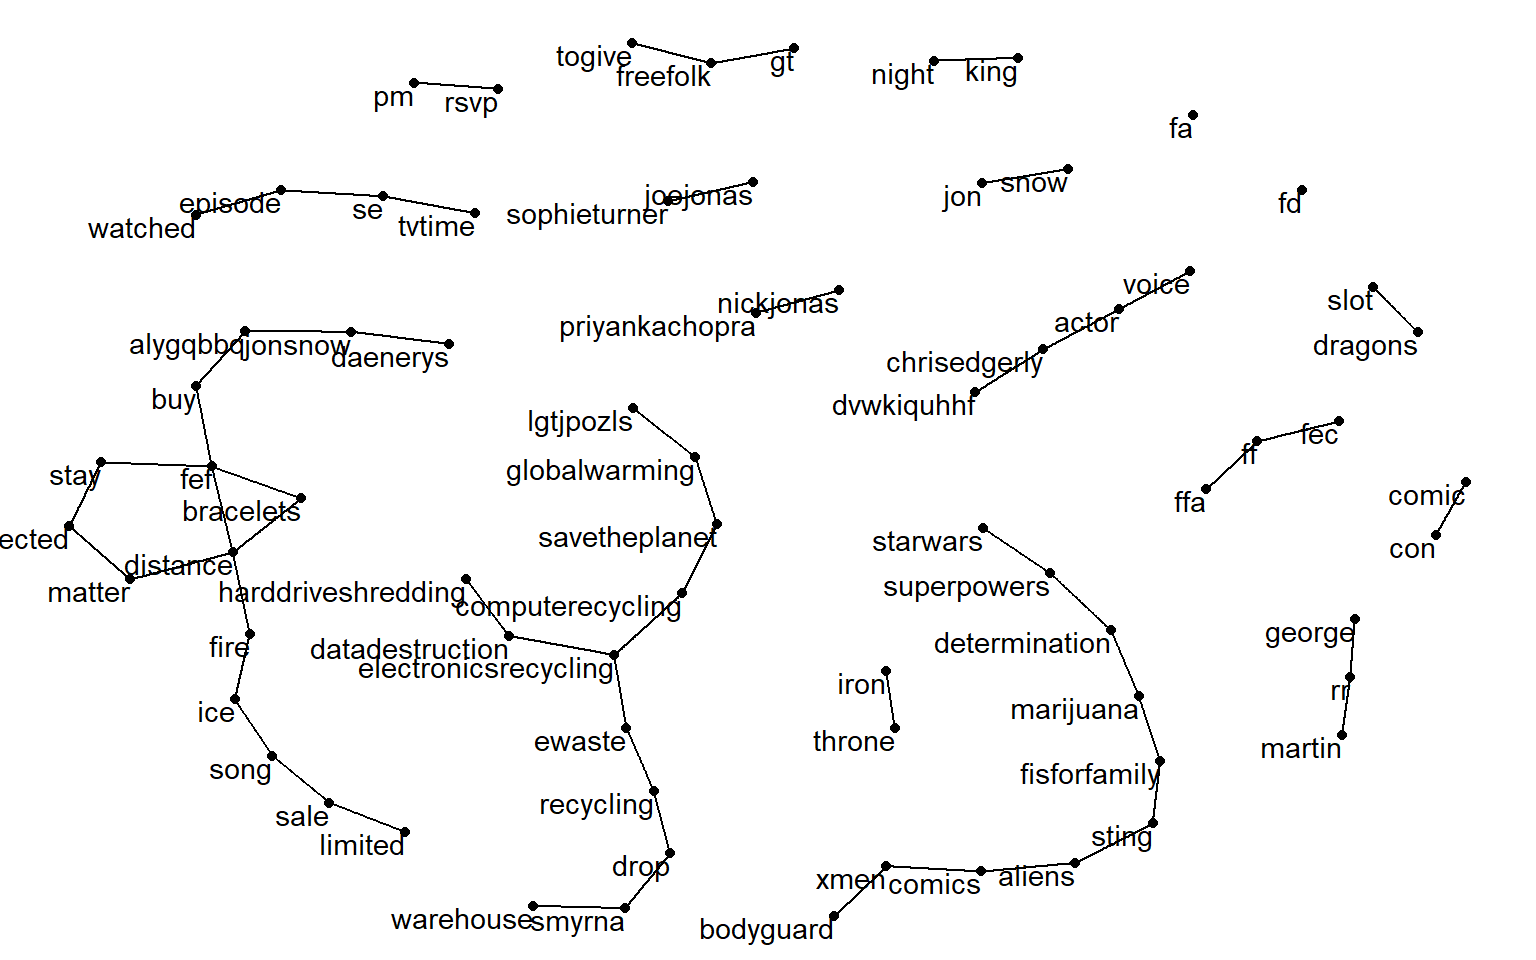 togive
freefolk
gt
night
king
pm
rsvp
fa
episode
watched
se
tvtime
joejonas
sophieturner
jon
snow
fd
voice
nickjonas
priyankachopra
actor
slot
dragons
jonsnow
daenerys
chrisedgerly
dvwkiquhhf
buy
lgtjpozls
globalwarming
fec
ff
ffa
stay
fef
bracelets
comic
con
ected
distance
matter
savetheplanet
starwars
superpowers
harddriveshredding
computerecycling
datadestruction
electronicsrecycling
fire
determination
george
rr
martin
iron
throne
marijuana
ice
song
ewaste
fisforfamily
sale
limited
recycling
sting
drop
xmen
comics
aliens
warehouse
smyrna
bodyguard